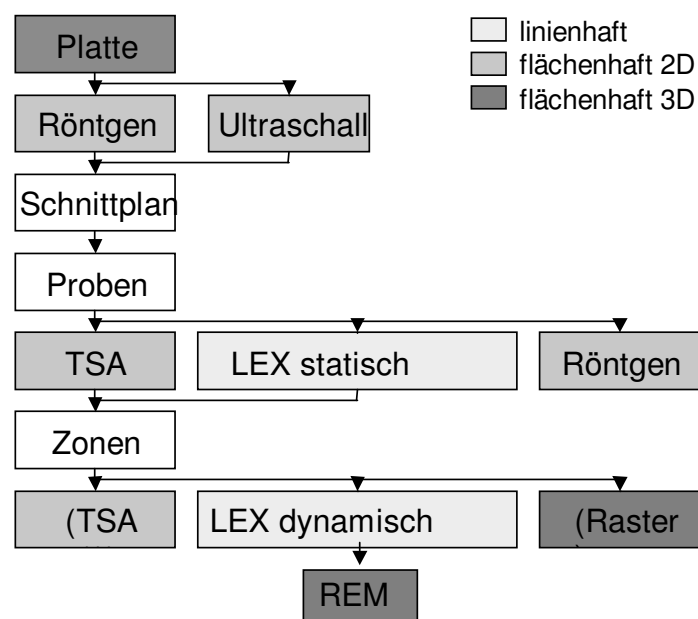 Platte
linienhaft
flächenhaft 2D
flächenhaft 3D
Röntgen
Ultraschall
Schnittplan
Proben
TSA
LEX statisch
Röntgen
Zonen
(TSA
LEX dynamisch
(Raster
REM